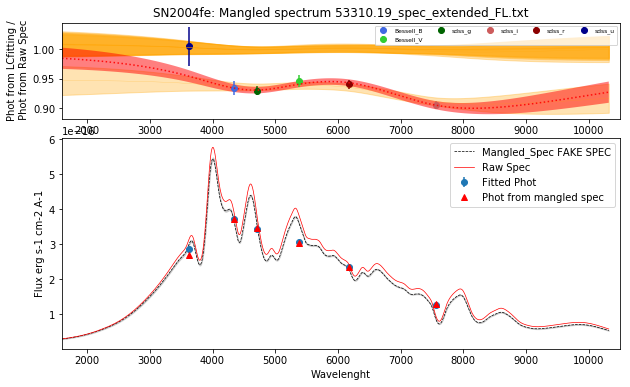 SN2004fe: Mangled spectrum 53310.19_spec_extended_FL.txt
Phot from LCfitting /
Phot from Raw Spec
1.00
0.95
0.90
Bessell_B
Bessell_V
sdss_g
sdss_i
sdss_r
sdss_u
2000 3000 4000 5000 6000 7000 8000 9000 10000
1e−16
Flux erg s-1 cm-2 A-1
6
5
4
3
2
1
Mangled_Spec FAKE SPEC
Raw Spec
Fitted Phot
Phot from mangled spec
2000 3000 4000 5000 6000 7000 8000 9000 10000
Wavelenght